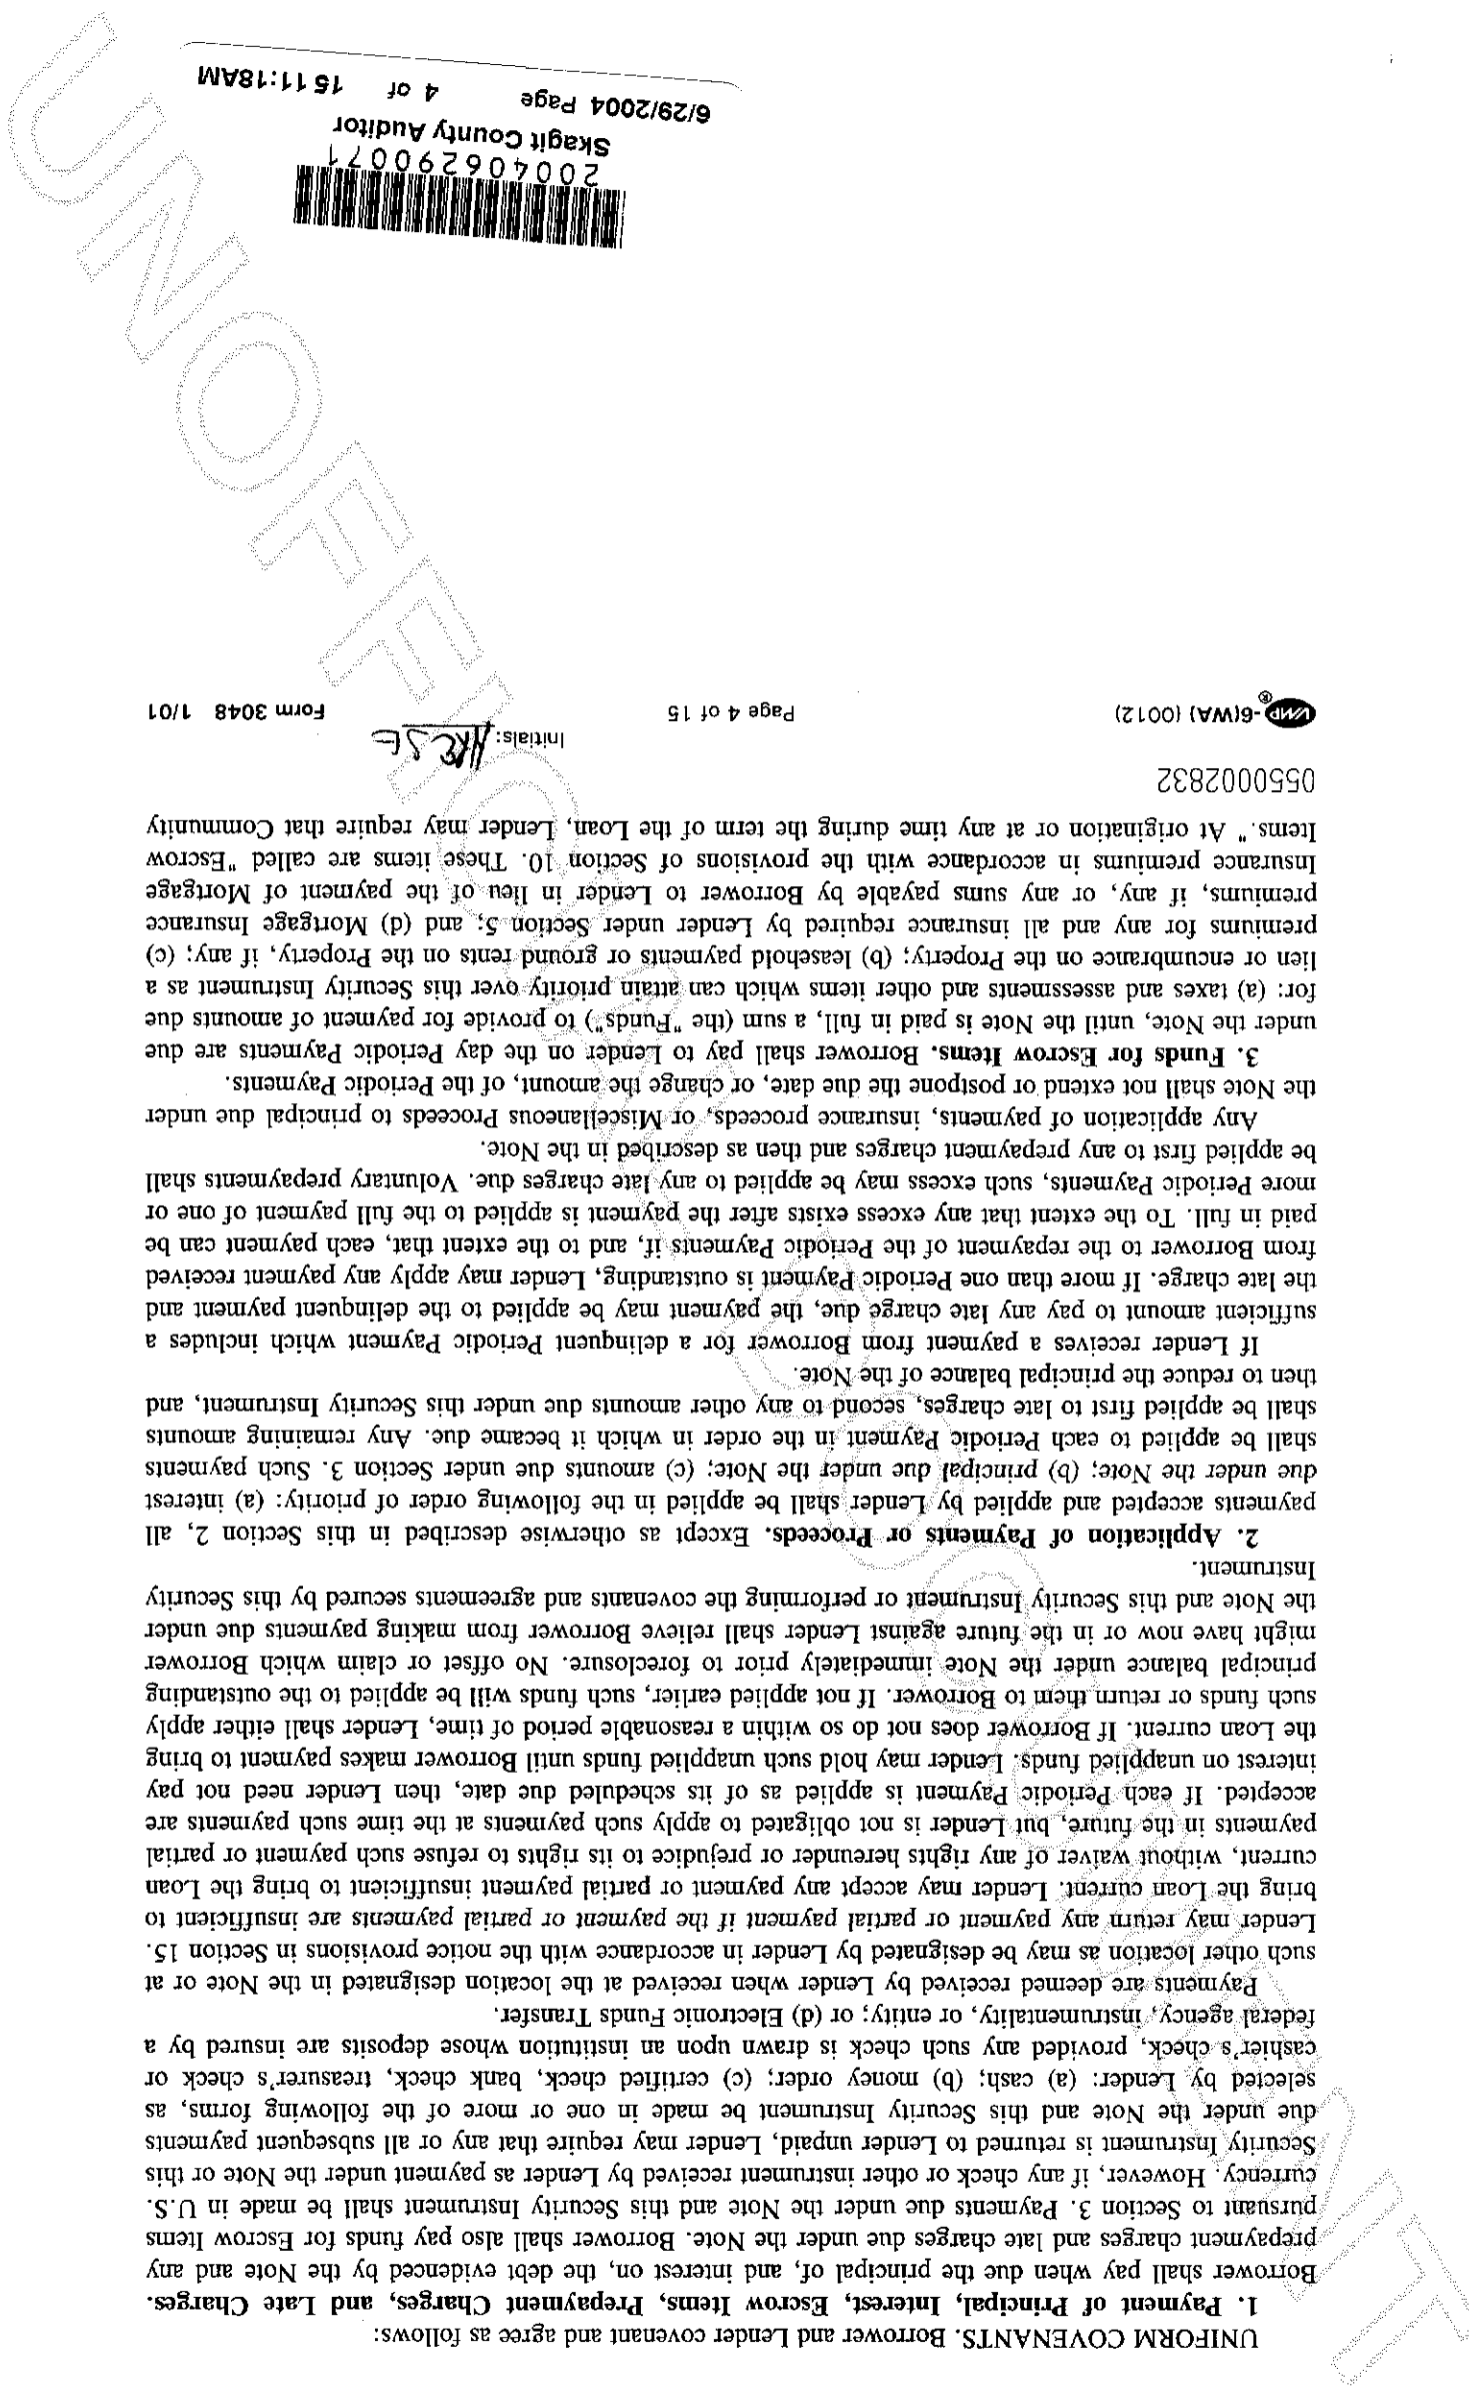 UNIFORM COVENANTS. Borrower and Lender covenant and agree as follows:
1. Payment of Principal, Interest, Escrow Items, Prepayment Charges, and Late Charges.
Borrower shall pay when due the principal of, and interest on, the debt evidenced by the Note and any
prepayment charges and late charges due under the Note. Borrower shall also pay funds for Escrow Items
pursuant to Section 3. Payments due under the Note and this Security Instrument shall be made in U.S.
currency. However, if any check or other instrument received by Lender as payment under the Note or this
Security Instrument is returned to Lender unpaid, Lender may require that any or all subsequent payments
due under the Note and this Security Instrument be made in one or more of the following forms, as
selected by Lender: (a) cash; (b) money order; (c) certified check, bank check, treasurer's check or
cashier's check, provided any such check is drawn upon an institution whose deposits are insured by a
federal agency, instrumentality, or entity; or (d) Electronic Funds Transfer.
Payments are deemed received by Lender when received at the location designated in the Note or at
such other location as may be designated by Lender in accordance with the notice provisions in Section 15.
Lender may return any payment or partial payment if the payment or partial payments are insufficient to
bring the Loan current. Lender may accept any payment or partial payment insufficient to bring the Loan
current, without waiver of any rights hereunder or prejudice to its rights to refuse such payment or partial
payments in the future, but Lender is not obligated to apply such payments at the time such payments are
accepted. If each Periodic Payment is applied as of its scheduled due date, then Lender need not pay
interest on unapplied funds. Lender may hold such unapplied funds until Borrower makes payment to bring
the Loan current. If Borrower does not do so within a reasonable period of time, Lender shall either apply
such funds or return them to Borrower. If not applied earlier, such funds will be applied to the outstanding
principal balance under the Note immediately prior to foreclosure. No offset or claim which Borrower
might have now or in the future against Lender shall relieve Borrower from making payments due under
the Note and this Security Instrument or performing the covenants and agreements secured by this Security
Instrument.
2. Application of Payments or Proceeds. Except as otherwise described in this Section 2, all
payments accepted and applied by Lender shall be applied in the following order of priority: (a) interest
due under the Note; (b) principal due under the Note; (c) amounts due under Section 3. Such payments
shall be applied to each Periodic Payment in the order in which it became due. Any remaining amounts
shall be applied first to late charges, second to any other amounts due under this Security Instrument, and
then to reduce the principal balance of the Note.
If Lender receives a payment from Borrower for a delinquent Periodic Payment which includes a
sufficient amount to pay any late charge due, the payment may be applied to the delinquent payment and
the late charge. If more than one Periodic Payment is outstanding, Lender may apply any payment received
from Borrower to the repayment of the Periodic Payments if, and to the extent that, each payment can be
paid in full. To the extent that any excess exists after the payment is applied to the full payment of one or
more Periodic Payments, such excess may be applied to any late charges due. Voluntary prepayments shall
be applied first to any prepayment charges and then as described in the Note.
Any application of payments, insurance proceeds, or Miscellaneous Proceeds to principal due under
the Note shall not extend or postpone the due date, or change the amount, of the Periodic Payments.
3. Funds for Escrow Items. Borrower shall pay to Lender on the day Periodic Payments are due
under the Note, until the Note is paid in full, a sum (the "Funds") to provide for payment of amounts due
for: (a) taxes and assessments and other items which can attain priority over this Security Instrument as a
lien or encumbrance on the Property; (b) leasehold payments or ground rents on the Property, if any; (c)
premiums for any and all insurance required by Lender under Section 5; and (d) Mortgage Insurance
premiums, if any, or any sums payable by Borrower to Lender in lieu of the payment of Mortgage
Insurance premiums in accordance with the provisions of Section 10. These items are called "Escrow
Items." At origination or at any time during the term of the Loan, Lender may require that Community
0550002832
Initials:
VMP®-6(WA) (0012) Page 4 of 15 Form 3048 1/01
200406290071
Skagit County Auditor
6/29/2004 Page 4 of 15 11:18AM
UNOFFICIAL DOCUMENT